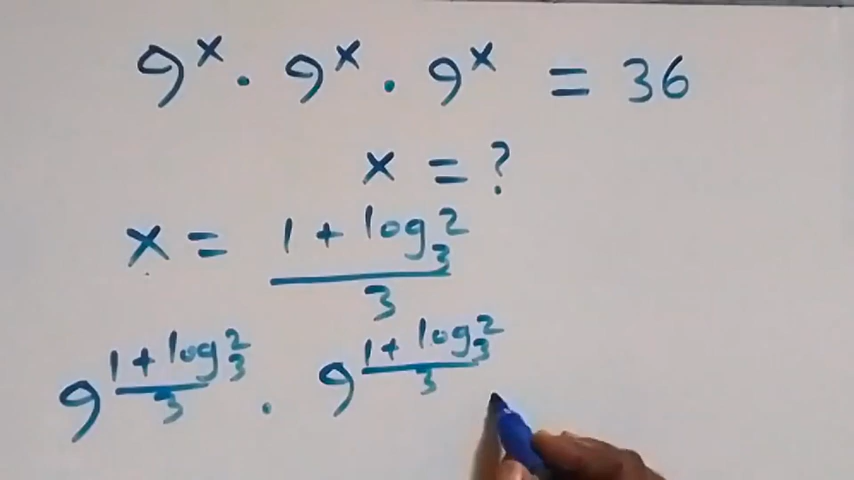 9^x · 9^x · 9^x = 36
x = ?
x = (1 + log_3 2) / 3
9^((1 + log_3 2) / 3) · 9^((1 + log_3 2) / 3)